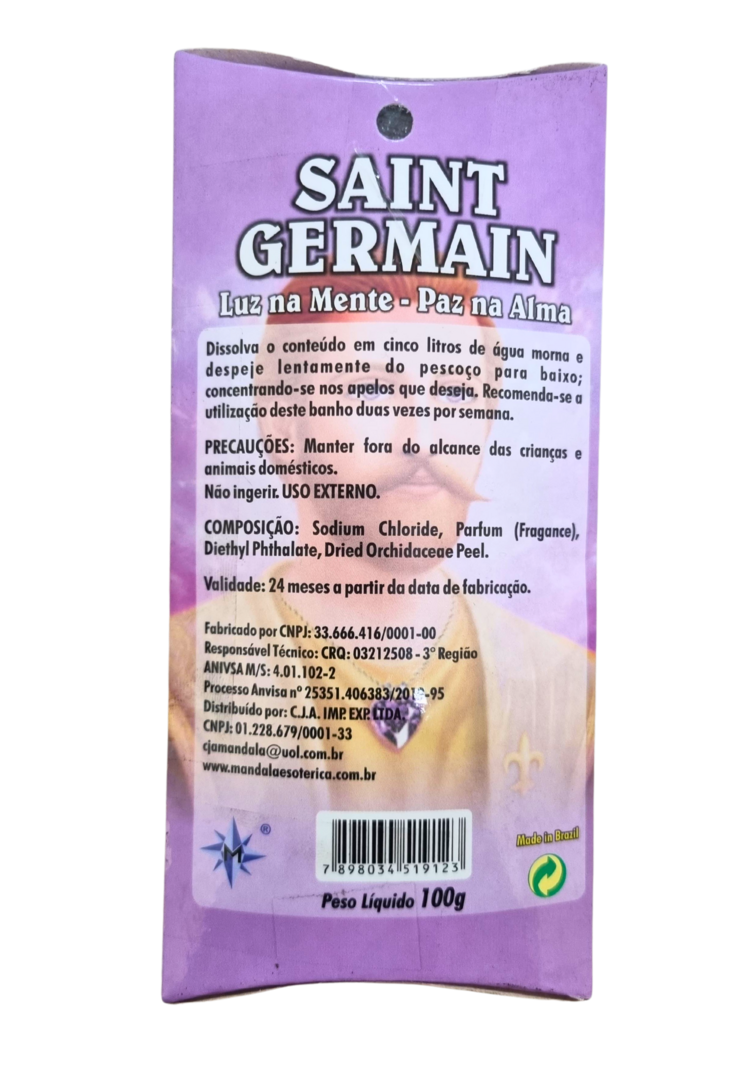 SAINT
GERMAIN
Luz na Mente - Paz na Alma
Dissolva o conteúdo em cinco litros de água morna e
despeje lentamente do pescoço para baixo;
concentrando-se nos apelos que deseja. Recomenda-se a
utilização deste banho duas vezes por semana.
PRECAUÇÕES: Manter fora do alcance das crianças e
animais domésticos.
Não ingerir. USO EXTERNO.
COMPOSIÇÃO: Sodium Chloride, Parfum (Fragance),
Diethyl Phthalate, Dried Orchidaceae Peel.
Validade: 24 meses a partir da data de fabricação.
Fabricado por CNPJ: 33.666.416/0001-00
Responsável Técnico: CRQ: 03212508 - 3º Região
ANIVSA M/S: 4.01.102-2
Processo Anvisa nº
Distribuído por: C.J.A. IMP. EXP. LTDA.
CNPJ: 01.228.679/0001-33
cjamandala@uol.com.br
www.mandalaesoterica.com.br
M ®
Made in Brazil
7 898034 519123
Peso Líquido 100g